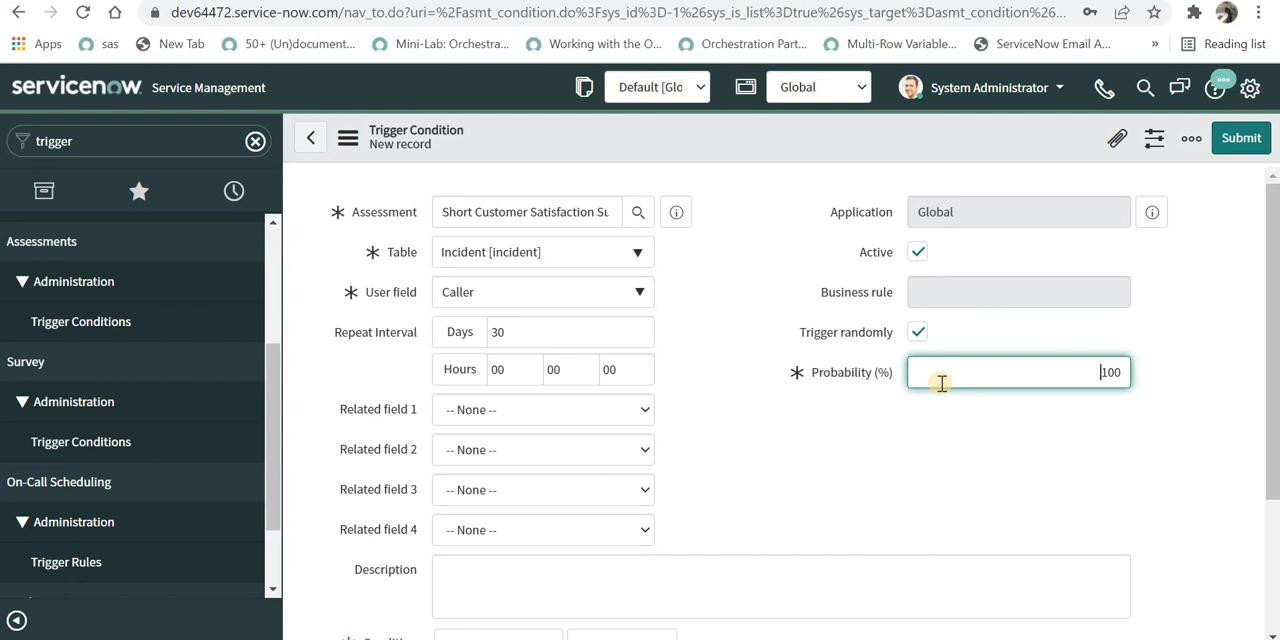 dev64472.service-now.com/nav_to.do?uri=%2Fasmt_condition.do%3Fsys_id%3D-1%26sys_is_list%3Dtrue%26sys_target%3Dasmt_condition%26...
Apps sas New Tab 50+ (Un)document... Mini-Lab: Orchestra... Working with the O... Orchestration Part... Multi-Row Variable... ServiceNow Email A... » Reading list
servicenow Service Management Default [Glo Global System Administrator
trigger Trigger Condition Submit
New record
Assessment Short Customer Satisfaction Su Application Global
Assessments Table Incident [incident] Active
Administration User field Caller Business rule
Trigger Conditions Repeat Interval Days 30 Trigger randomly
Survey Hours 00 00 00 Probability (%) 100
Administration Related field 1 -- None --
Trigger Conditions Related field 2 -- None --
On-Call Scheduling Related field 3 -- None --
Administration Related field 4 -- None --
Trigger Rules Description